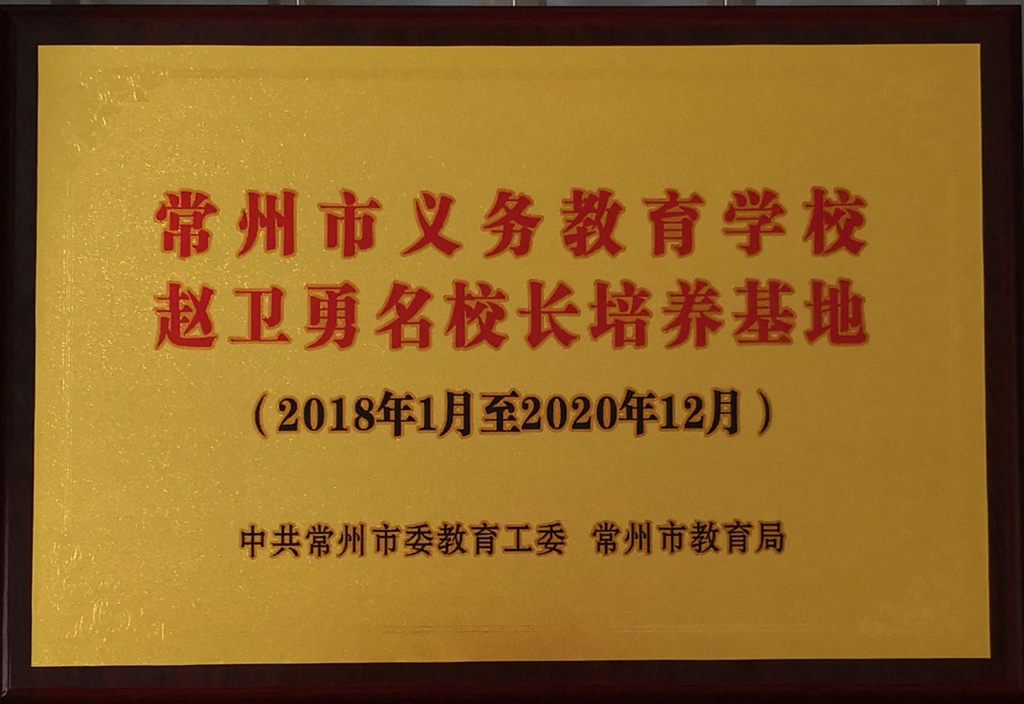 常州市义务教育学校
赵卫勇名校长培养基地
（2018年1月至2020年12月）
中共常州市委教育工委 常州市教育局